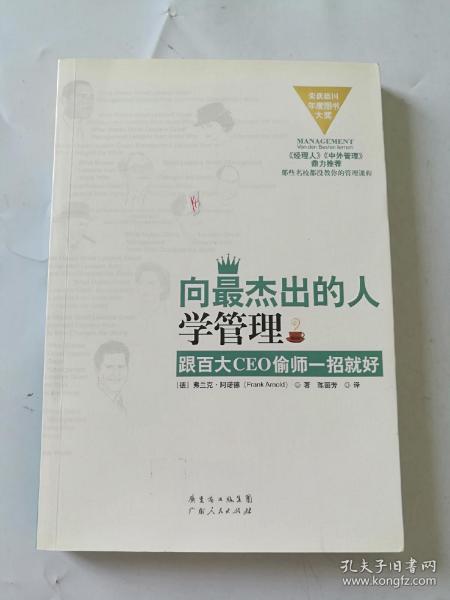 荣获德国
年度图书
大奖
MANAGEMENT
Von den Besten lernen
《经理人》《中外管理》
鼎力推荐
那些名校都没教你的管理课程
向最杰出的人
学管理
跟百大CEO偷师一招就好
[德] 弗兰克·阿诺德 (Frank Arnold) ◎ 著 陈丽芳 ◎ 译
广东省出版集团
广东人民出版社
孔夫子旧书网
www.kongfz.com